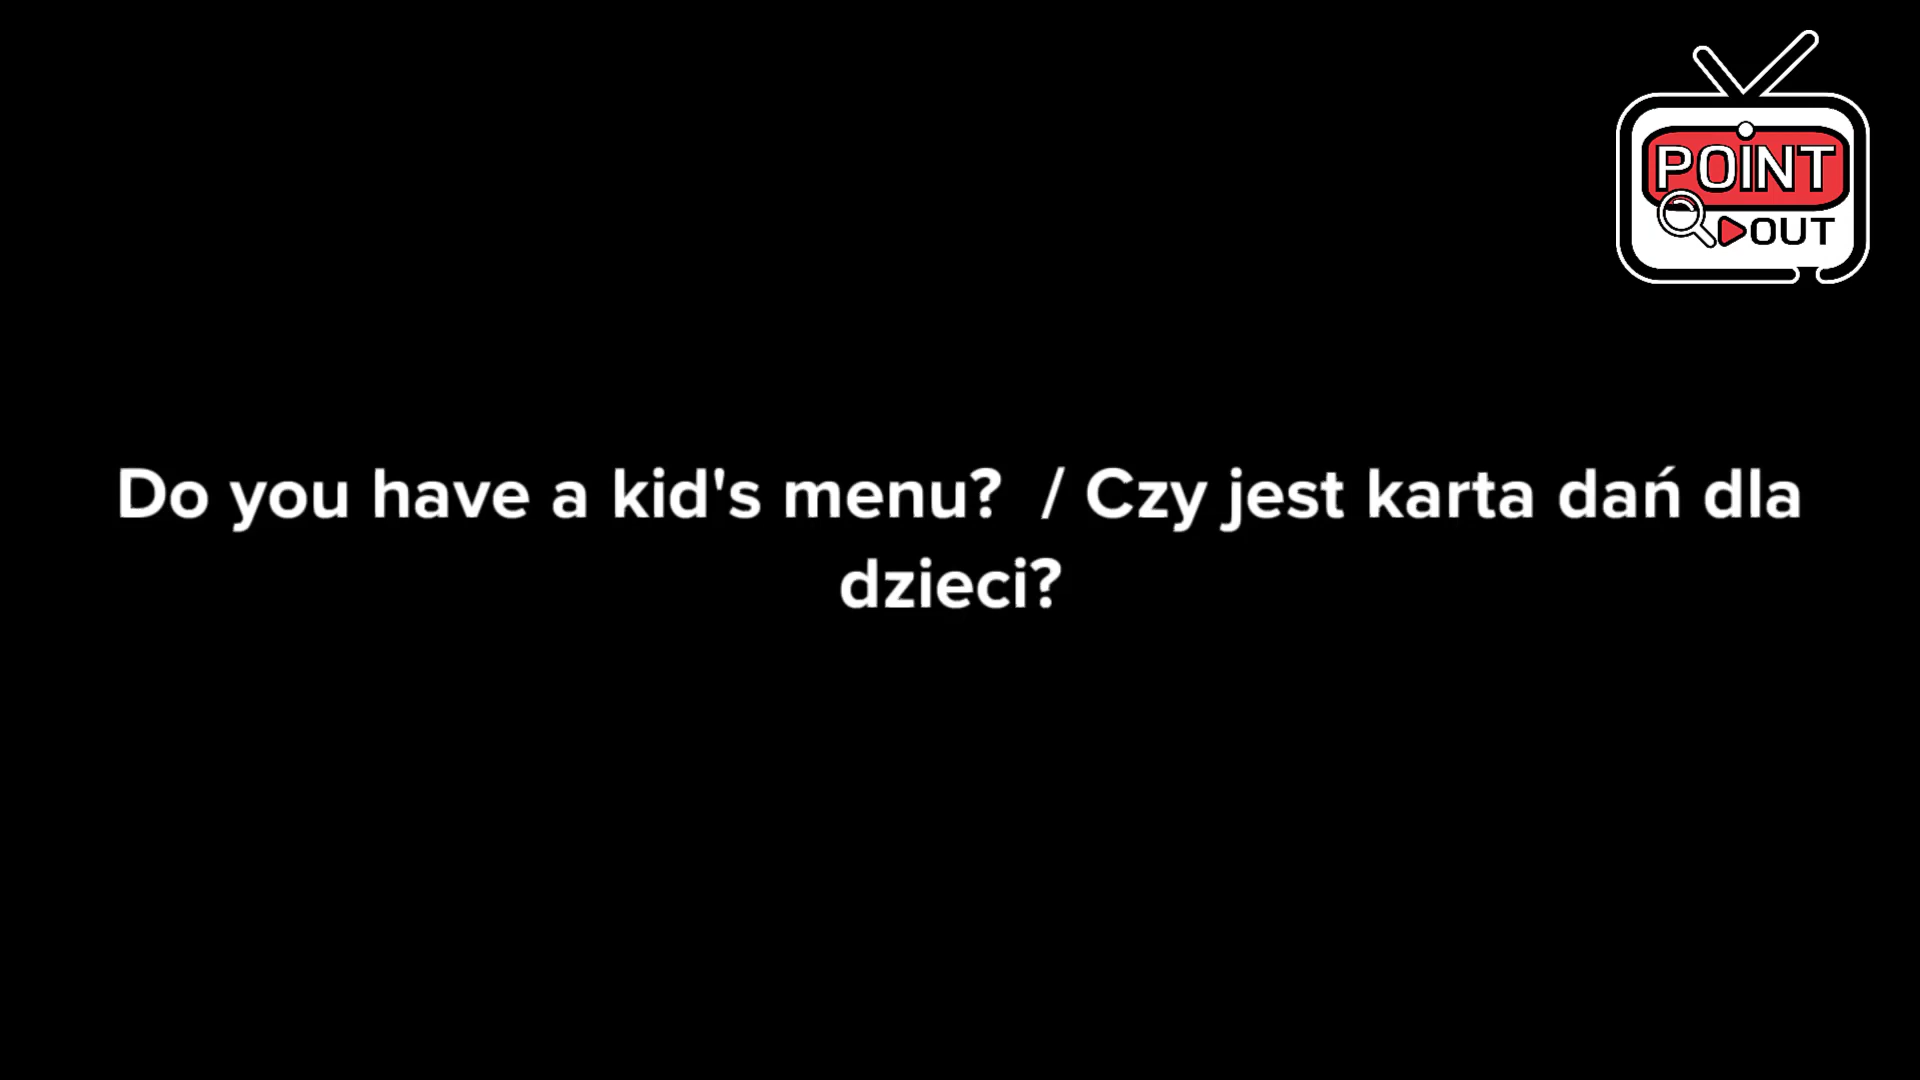 POINT
OUT
Do you have a kid's menu?  / Czy jest karta dań dla
dzieci?